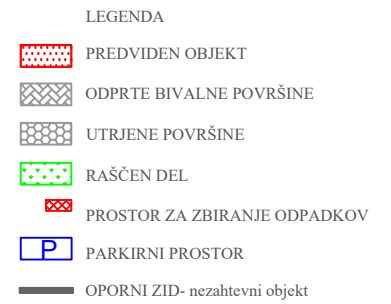 LEGENDA
PREDVIDEN OBJEKT
ODPRTE BIVALNE POVRŠINE
UTRJENE POVRŠINE
RAŠČEN DEL
PROSTOR ZA ZBIRANJE ODPADKOV
P PARKIRNI PROSTOR
OPORNI ZID- nezahtevni objekt